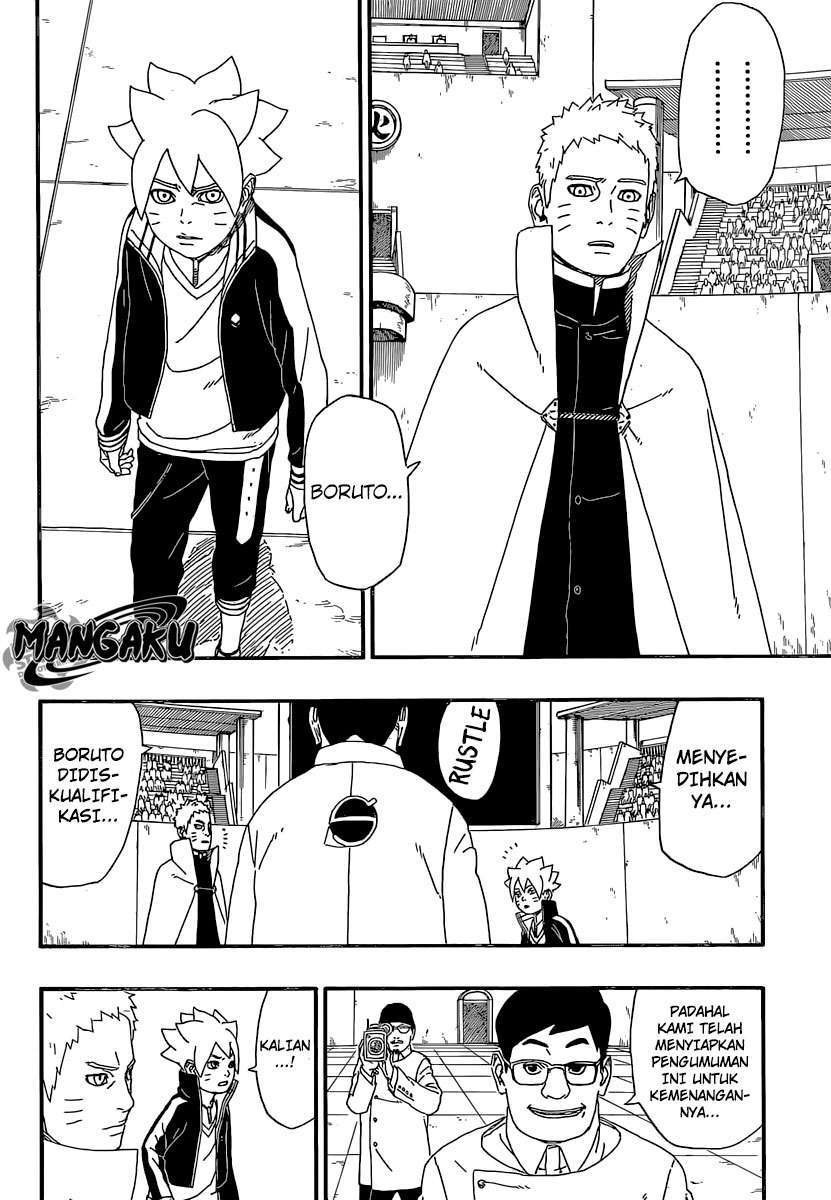 ..........
火
BORUTO...
MANGAKU
MENYE-
DIHKAN
YA...
RUSTLE
BORUTO
DIDIS-
KUALIFI-
KASI...
PADAHAL
KAMI TELAH
MENYIAPKAN
PENGUMUMAN
INI UNTUK
KEMENANGAN-
NYA...
KALIAN
...!